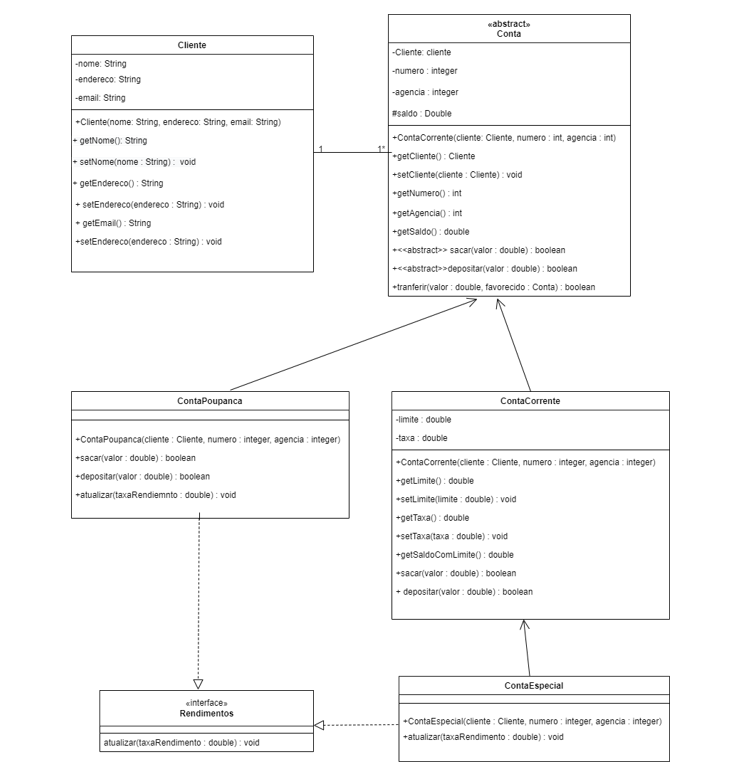 Cliente
-nome: String
-endereco: String
-email: String
+Cliente(nome: String, endereco: String, email: String)
+ getNome(): String
+ setNome(nome : String) : void
+ getEndereco() : String
+ setEndereco(endereco : String) : void
+ getEmail() : String
+setEndereco(endereco : String) : void
1
1*
«abstract»
Conta
-Cliente: cliente
-numero : integer
-agencia : integer
#saldo : Double
+ContaCorrente(cliente: Cliente, numero : int, agencia : int)
+getCliente() : Cliente
+setCliente(cliente : Cliente) : void
+getNumero() : int
+getAgencia() : int
+getSaldo() : double
+<<abstract>> sacar(valor : double) : boolean
+<<abstract>>depositar(valor : double) : boolean
+tranferir(valor : double, favorecido : Conta) : boolean
ContaPoupanca
+ContaPoupanca(cliente : Cliente, numero : integer, agencia : integer)
+sacar(valor : double) : boolean
+depositar(valor : double) : boolean
+atualizar(taxaRendiemnto : double) : void
ContaCorrente
-limite : double
-taxa : double
+ContaCorrente(cliente : Cliente, numero : integer, agencia : integer)
+getLimite() : double
+setLimite(limite : double) : void
+getTaxa() : double
+setTaxa(taxa : double) : void
+getSaldoComLimite() : double
+sacar(valor : double) : boolean
+ depositar(valor : double) : boolean
«interface»
Rendimentos
atualizar(taxaRendimento : double) : void
ContaEspecial
+ContaEspecial(cliente : Cliente, numero : integer, agencia : integer)
+atualizar(taxaRendimento : double) : void